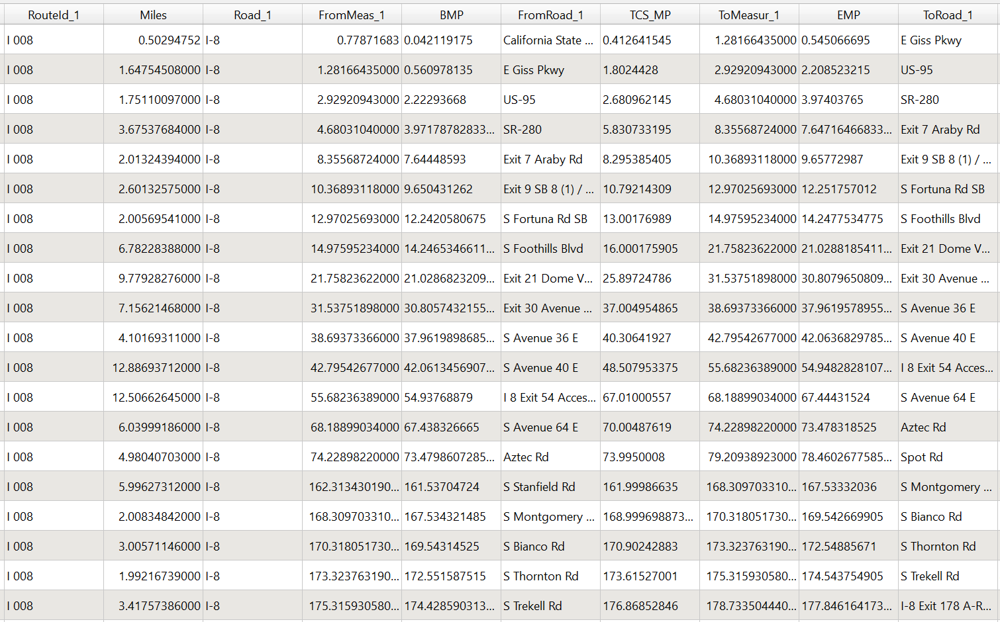 RouteId_1 Miles Road_1 FromMeas_1 BMP FromRoad_1 TCS_MP ToMeasur_1 EMP ToRoad_1
I 008 0.50294752 I-8 0.77871683 0.042119175 California State ... 0.412641545 1.28166435000 0.545066695 E Giss Pkwy
I 008 1.64754508000 I-8 1.28166435000 0.560978135 E Giss Pkwy 1.8024428 2.92920943000 2.208523215 US-95
I 008 1.75110097000 I-8 2.92920943000 2.22293668 US-95 2.680962145 4.68031040000 3.97403765 SR-280
I 008 3.67537684000 I-8 4.68031040000 3.97178782833... SR-280 5.830733195 8.35568724000 7.64716466833... Exit 7 Araby Rd
I 008 2.01324394000 I-8 8.35568724000 7.64448593 Exit 7 Araby Rd 8.295385405 10.36893118000 9.65772987 Exit 9 SB 8 (1) / ...
I 008 2.60132575000 I-8 10.36893118000 9.650431262 Exit 9 SB 8 (1) / ... 10.79214309 12.97025693000 12.251757012 S Fortuna Rd SB
I 008 2.00569541000 I-8 12.97025693000 12.2420580675 S Fortuna Rd SB 13.00176989 14.97595234000 14.2477534775 S Foothills Blvd
I 008 6.78228388000 I-8 14.97595234000 14.2465346611... S Foothills Blvd 16.000175905 21.75823622000 21.0288185411... Exit 21 Dome V...
I 008 9.77928276000 I-8 21.75823622000 21.0286823209... Exit 21 Dome V... 25.89724786 31.53751898000 30.8079650809... Exit 30 Avenue ...
I 008 7.15621468000 I-8 31.53751898000 30.8057432155... Exit 30 Avenue ... 37.004954865 38.69373366000 37.9619578955... S Avenue 36 E
I 008 4.10169311000 I-8 38.69373366000 37.9619898685... S Avenue 36 E 40.30641927 42.79542677000 42.0636829785... S Avenue 40 E
I 008 12.88693712000 I-8 42.79542677000 42.0613456907... S Avenue 40 E 48.507953375 55.68236389000 54.9482828107... I 8 Exit 54 Acces...
I 008 12.50662645000 I-8 55.68236389000 54.93768879 I 8 Exit 54 Acces... 67.01000557 68.18899034000 67.44431524 S Avenue 64 E
I 008 6.03999186000 I-8 68.18899034000 67.438326665 S Avenue 64 E 70.00487619 74.22898220000 73.478318525 Aztec Rd
I 008 4.98040703000 I-8 74.22898220000 73.4798607285... Aztec Rd 73.9950008 79.20938923000 78.4602677585... Spot Rd
I 008 5.99627312000 I-8 162.313430190... 161.53704724 S Stanfield Rd 161.99986635 168.309703310... 167.53332036 S Montgomery ...
I 008 2.00834842000 I-8 168.309703310... 167.534321485 S Montgomery ... 168.999698873... 170.318051730... 169.542669905 S Bianco Rd
I 008 3.00571146000 I-8 170.318051730... 169.54314525 S Bianco Rd 170.90242883 173.323763190... 172.54885671 S Thornton Rd
I 008 1.99216739000 I-8 173.323763190... 172.551587515 S Thornton Rd 173.61527001 175.315930580... 174.543754905 S Trekell Rd
I 008 3.41757386000 I-8 175.315930580... 174.428590313... S Trekell Rd 176.86852846 178.733504440... 177.846164173... I-8 Exit 178 A-R...